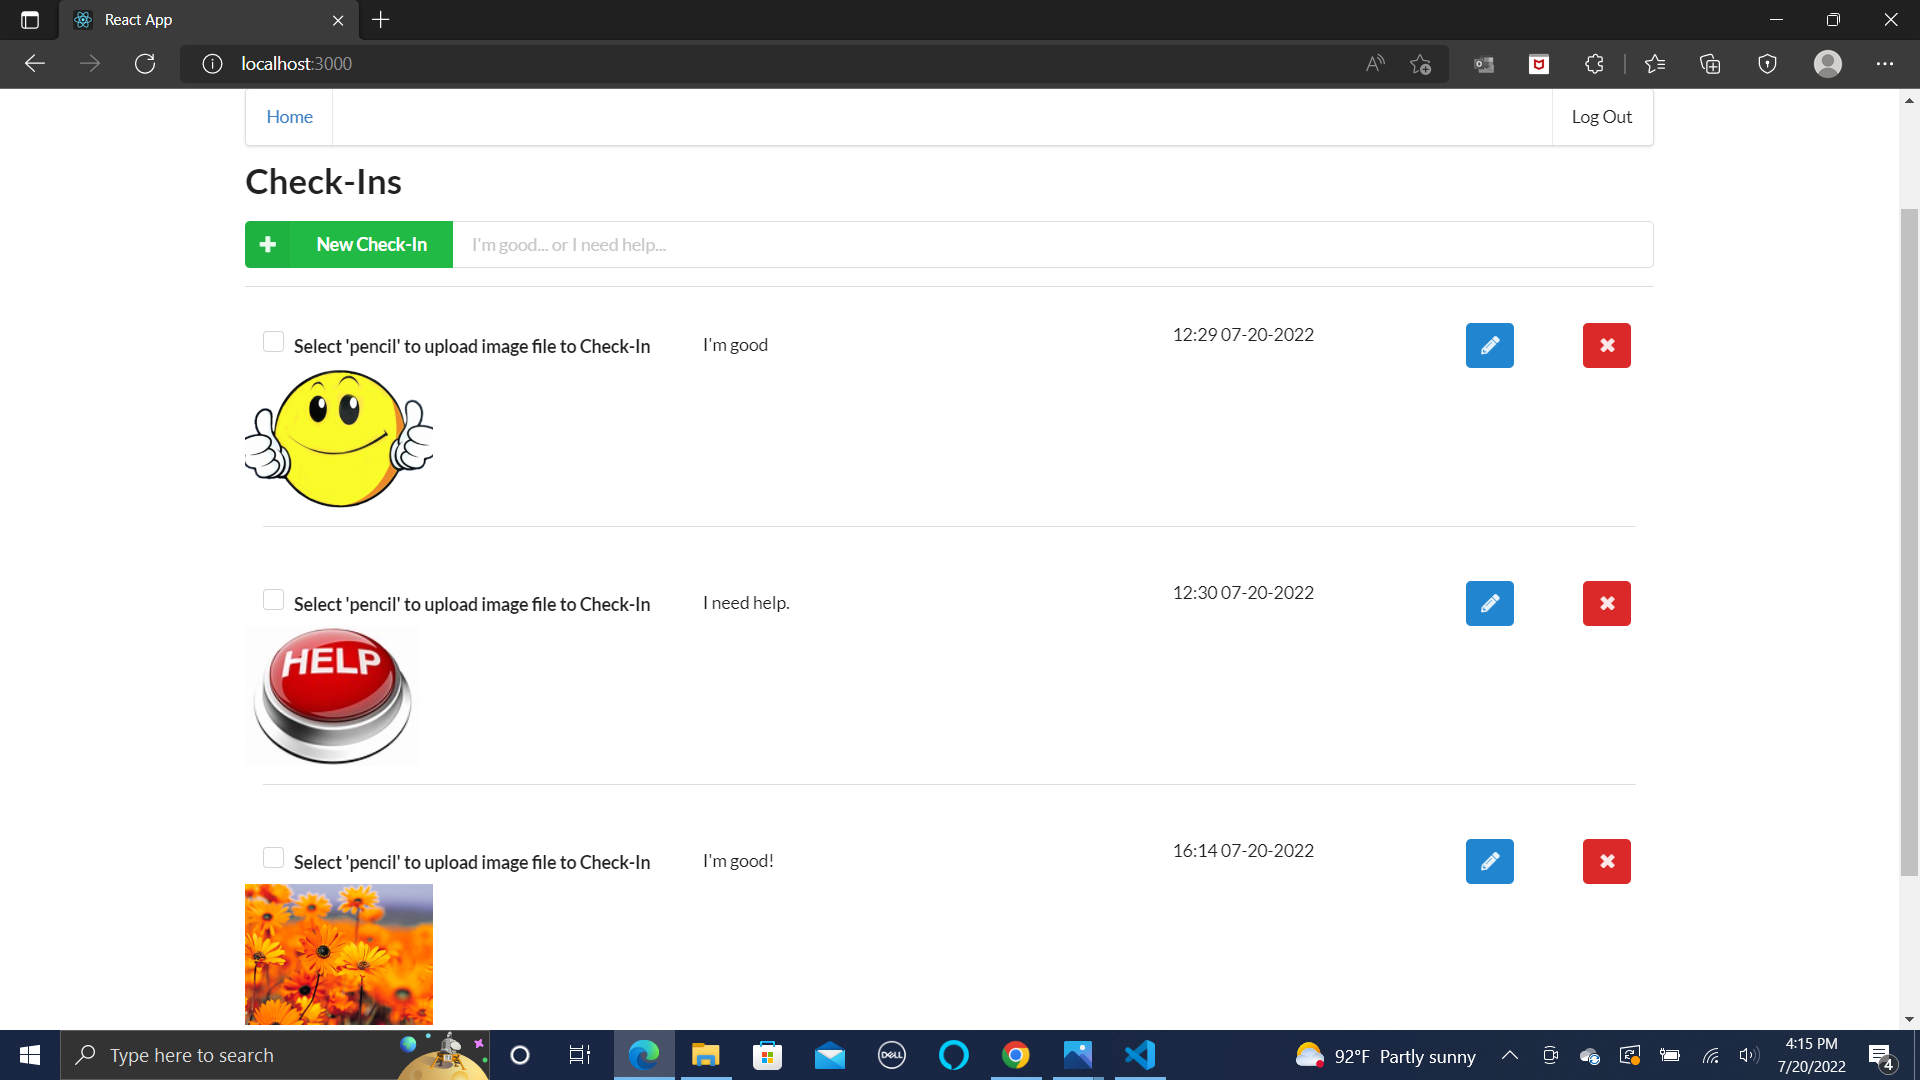 React App
localhost:3000
Home
Log Out
Check-Ins
New Check-In
I'm good... or I need help...
Select 'pencil' to upload image file to Check-In
I'm good
12:29 07-20-2022
Select 'pencil' to upload image file to Check-In
I need help.
12:30 07-20-2022
HELP
Select 'pencil' to upload image file to Check-In
I'm good!
16:14 07-20-2022
Type here to search
DELL
92°F Partly sunny
4:15 PM
7/20/2022
4